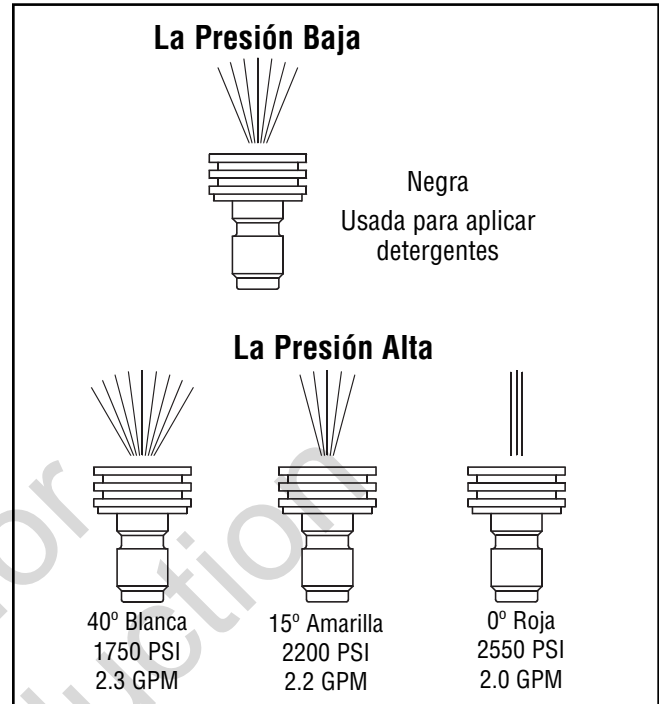 La Presión Baja
Negra
Usada para aplicar
detergentes
La Presión Alta
40º Blanca
1750 PSI
2.3 GPM
15º Amarilla
2200 PSI
2.2 GPM
0º Roja
2550 PSI
2.0 GPM